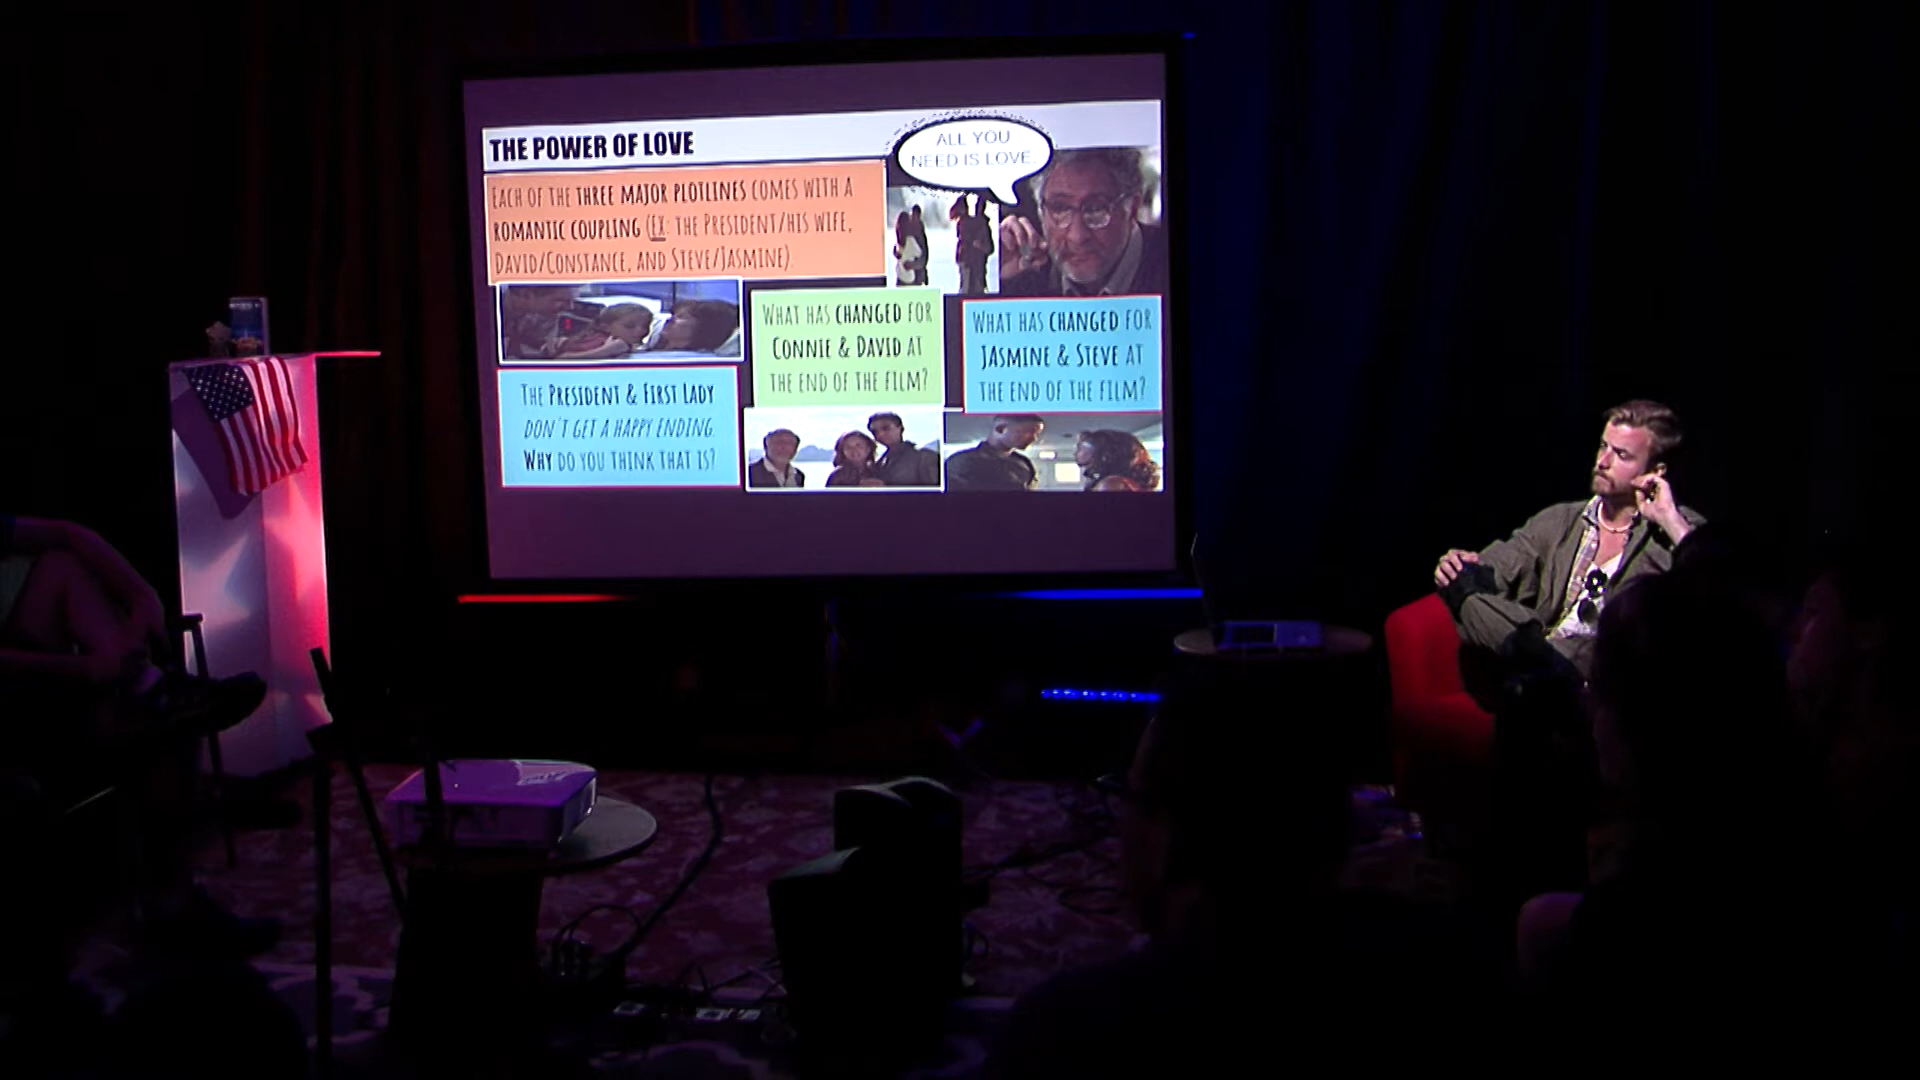 THE POWER OF LOVE
ALL YOU
NEED IS LOVE
EACH OF THE THREE MAJOR PLOTLINES COMES WITH A
ROMANTIC COUPLING (EX: THE PRESIDENT/HIS WIFE,
DAVID/CONSTANCE, AND STEVE/JASMINE).
THE PRESIDENT & FIRST LADY
DON'T GET A HAPPY ENDING.
WHY DO YOU THINK THAT IS?
WHAT HAS CHANGED FOR
CONNIE & DAVID AT
THE END OF THE FILM?
WHAT HAS CHANGED FOR
JASMINE & STEVE AT
THE END OF THE FILM?